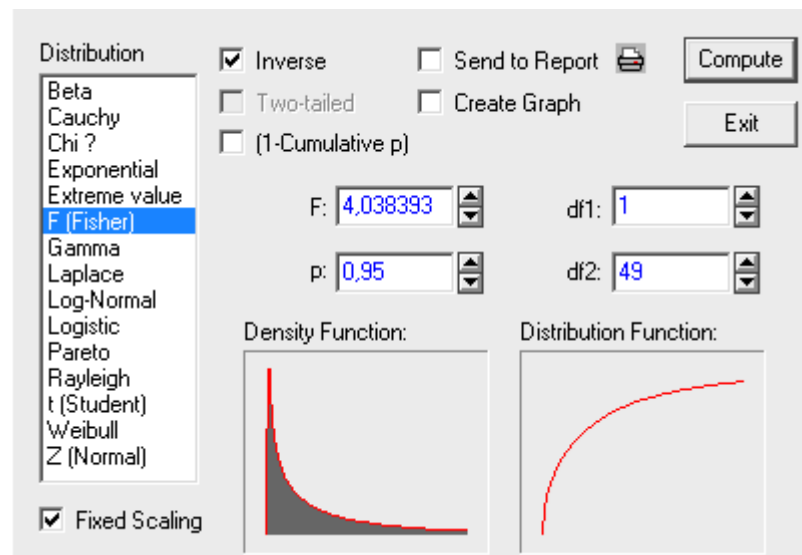 Distribution
Beta
Cauchy
Chi ?
Exponential
Extreme value
F (Fisher)
Gamma
Laplace
Log-Normal
Logistic
Pareto
Rayleigh
t (Student)
Weibull
Z (Normal)
Fixed Scaling
Inverse
Send to Report
Two-tailed
Create Graph
(1-Cumulative p)
Compute
Exit
F: 4,038393
df1: 1
p: 0,95
df2: 49
Density Function:
Distribution Function: